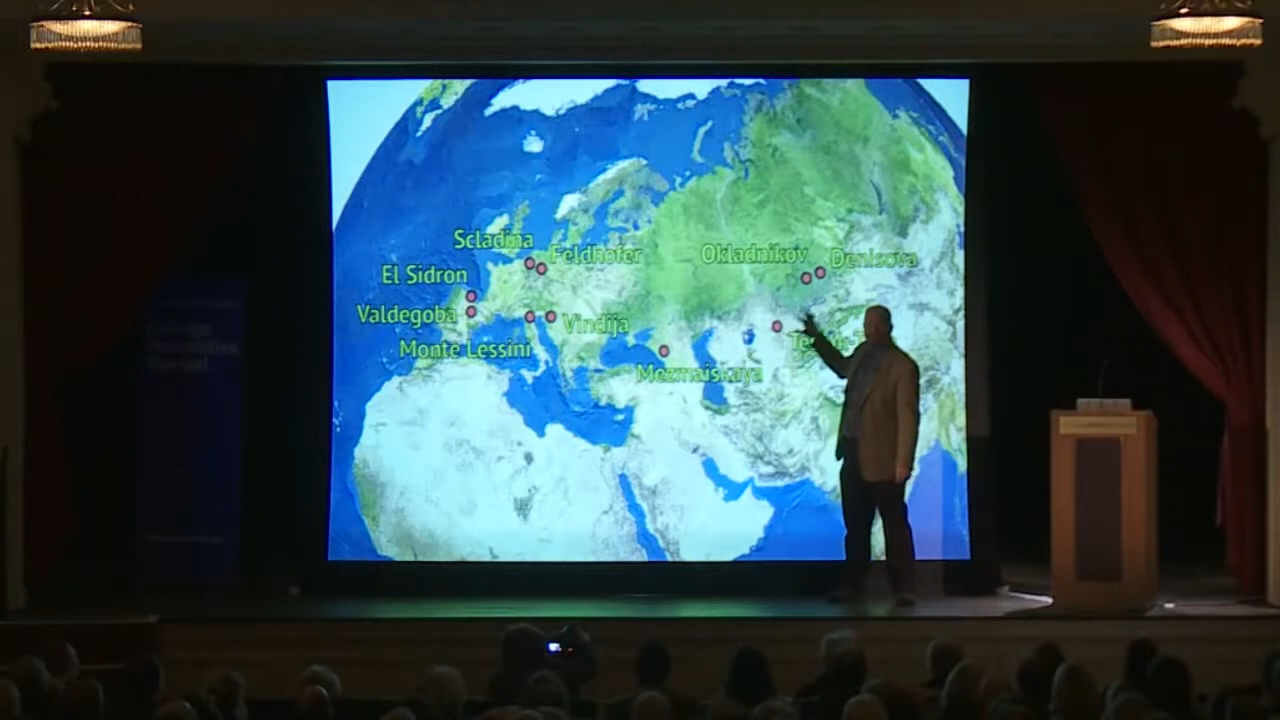 Scladina
Feldhofer
Okladnikov
Denisova
El Sidron
Valdegoba
Vindija
Monte Lessini
Mezmaiskaya